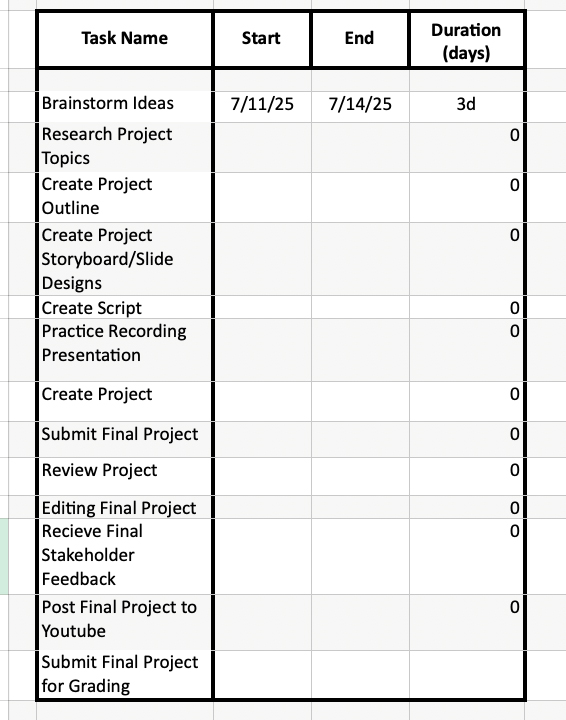 Task Name Start End Duration
(days)
Brainstorm Ideas 7/11/25 7/14/25 3d
Research Project 0
Topics
Create Project 0
Outline
Create Project 0
Storyboard/Slide
Designs
Create Script 0
Practice Recording 0
Presentation
Create Project 0
Submit Final Project 0
Review Project 0
Editing Final Project 0
Recieve Final 0
Stakeholder
Feedback
Post Final Project to 0
Youtube
Submit Final Project
for Grading